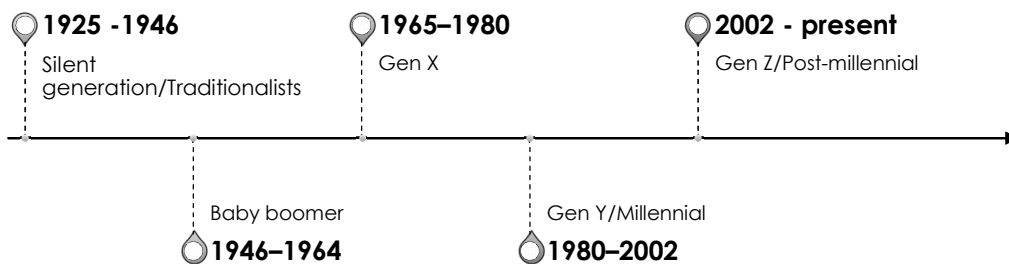 1925 -1946
Silent
generation/Traditionalists
1965–1980
Gen X
2002 - present
Gen Z/Post-millennial
Baby boomer
1946–1964
Gen Y/Millennial
1980–2002